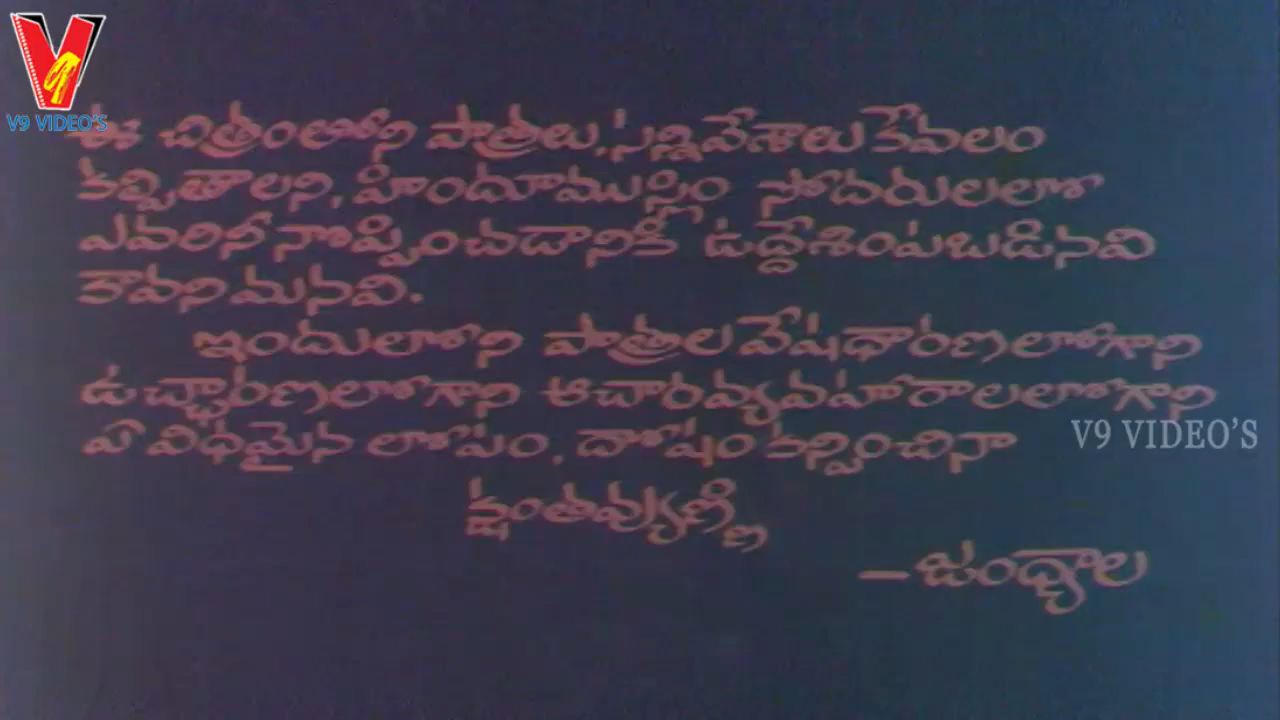 V9 VIDEO'S
ఈ చిత్రంలోని పాత్రలు, సన్నివేశాలు కేవలం
కల్పితాలని, హిందూముస్లిం సోదరులలో
ఎవరినీ నొప్పించడానికీ ఉద్దేశింపబడినవి
కావని మనవి.
ఇందులోని పాత్రల వేషధారణలోగాని
ఉచ్ఛారణలోగాని ఆచారవ్యవహారాలలోగాని
ఏ విధమైన లోపం, దోషం కన్పించినా
V9 VIDEO'S
క్షంతవ్యుణ్ణి
– జంధ్యాల